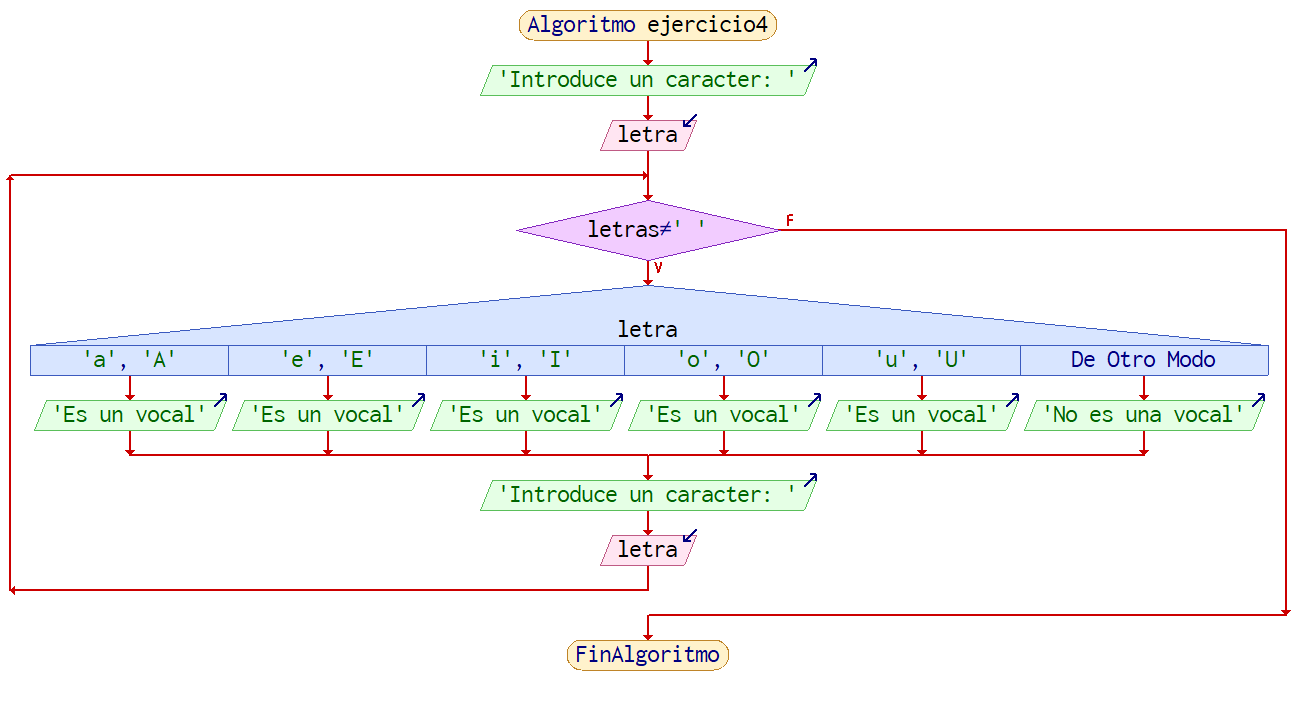 Algoritmo ejercicio4
'Introduce un caracter: '
letra
letras≠' '
F
V
letra
'a', 'A' 'e', 'E' 'i', 'I' 'o', 'O' 'u', 'U' De Otro Modo
'Es un vocal' 'Es un vocal' 'Es un vocal' 'Es un vocal' 'Es un vocal' 'No es una vocal'
'Introduce un caracter: '
letra
FinAlgoritmo